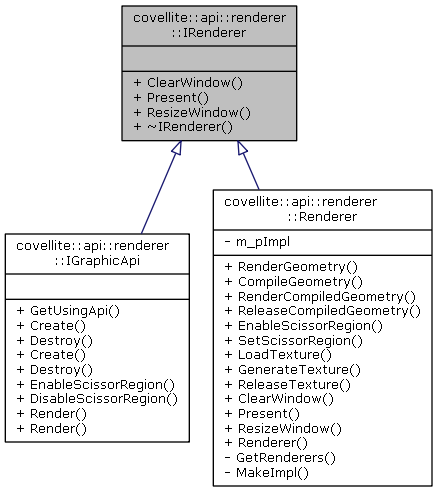 covellite::api::renderer
::IRenderer
+ ClearWindow()
+ Present()
+ ResizeWindow()
+ ~IRenderer()
covellite::api::renderer
::IGraphicApi
+ GetUsingApi()
+ Create()
+ Destroy()
+ Create()
+ Destroy()
+ EnableScissorRegion()
+ DisableScissorRegion()
+ Render()
+ Render()
covellite::api::renderer
::Renderer
- m_pImpl
+ RenderGeometry()
+ CompileGeometry()
+ RenderCompiledGeometry()
+ ReleaseCompiledGeometry()
+ EnableScissorRegion()
+ SetScissorRegion()
+ LoadTexture()
+ GenerateTexture()
+ ReleaseTexture()
+ ClearWindow()
+ Present()
+ ResizeWindow()
+ Renderer()
- GetRenderers()
- MakeImpl()